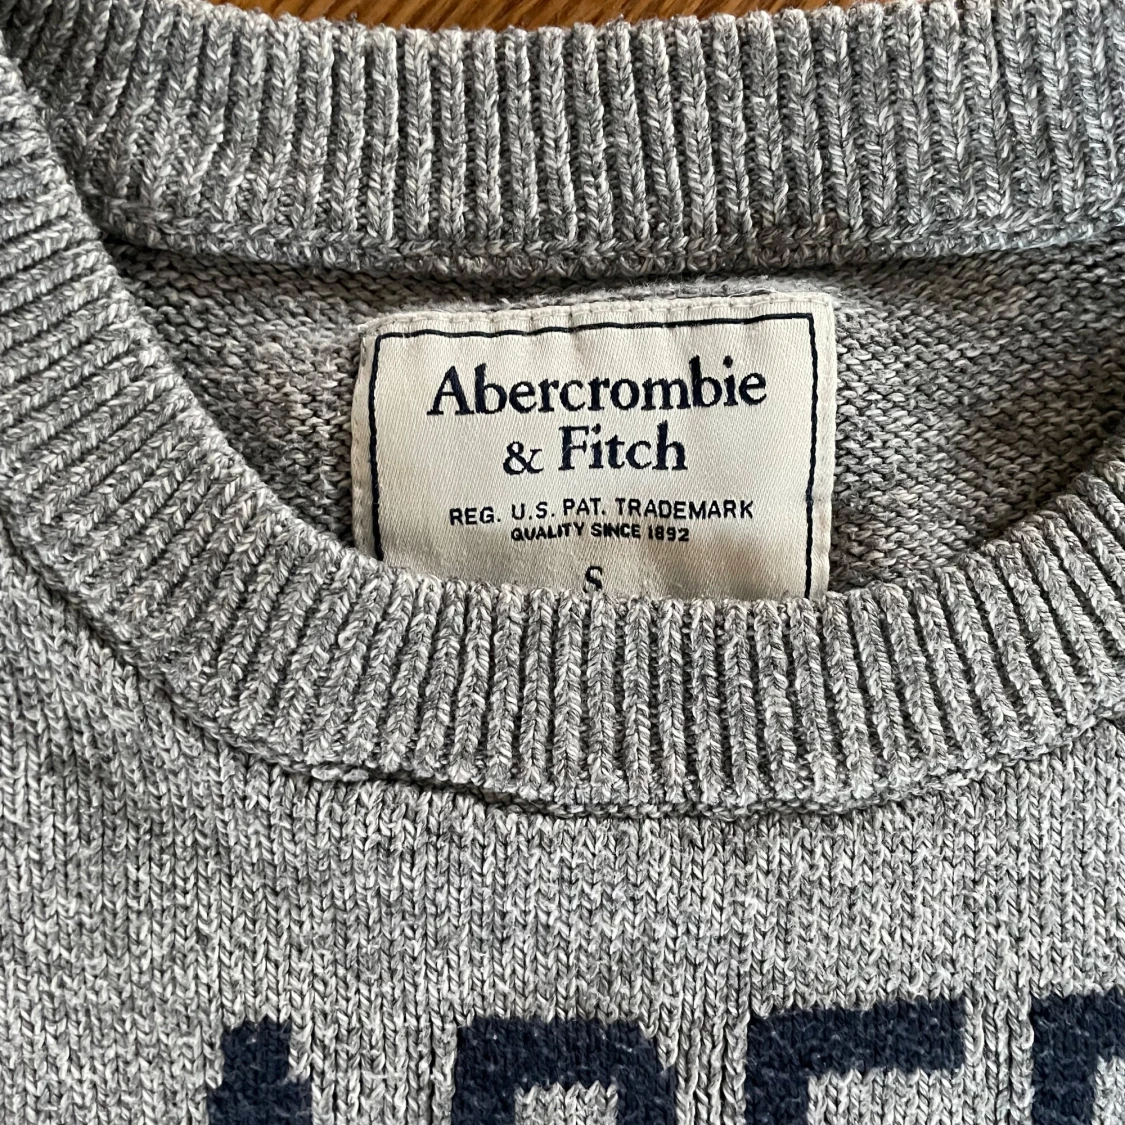 Abercrombie
& Fitch
REG. U.S. PAT. TRADEMARK
QUALITY SINCE 1892
S